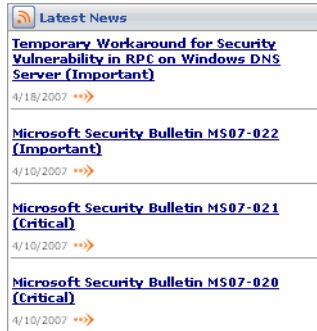 Latest News
Temporary Workaround for Security
Vulnerability in RPC on Windows DNS
Server (Important)
4/18/2007
Microsoft Security Bulletin MS07-022
(Important)
4/10/2007
Microsoft Security Bulletin MS07-021
(Critical)
4/10/2007
Microsoft Security Bulletin MS07-020
(Critical)
4/10/2007